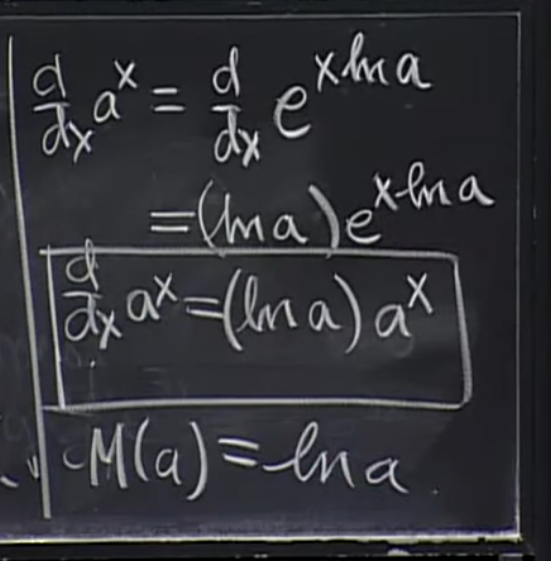 d/dx a^x = d/dx e^{x ln a}
= (ln a) e^{x ln a}
d/dx a^x = (ln a) a^x
M(a) = ln a